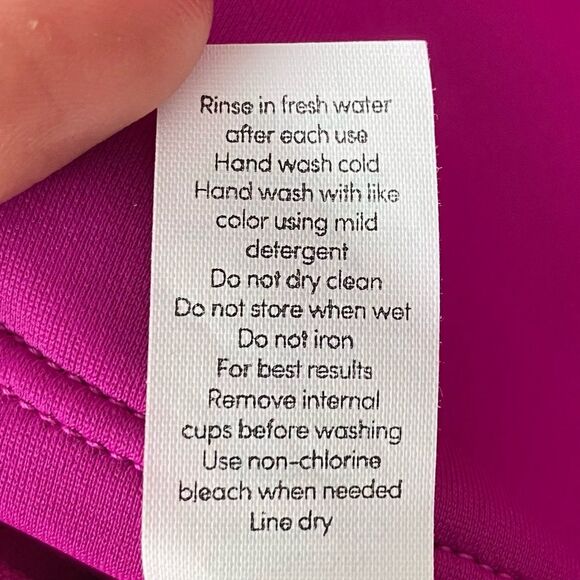 Rinse in fresh water
after each use
Hand wash cold
Hand wash with like
color using mild
detergent
Do not dry clean
Do not store when wet
Do not iron
For best results
Remove internal
cups before washing
Use non-chlorine
bleach when needed
Line dry